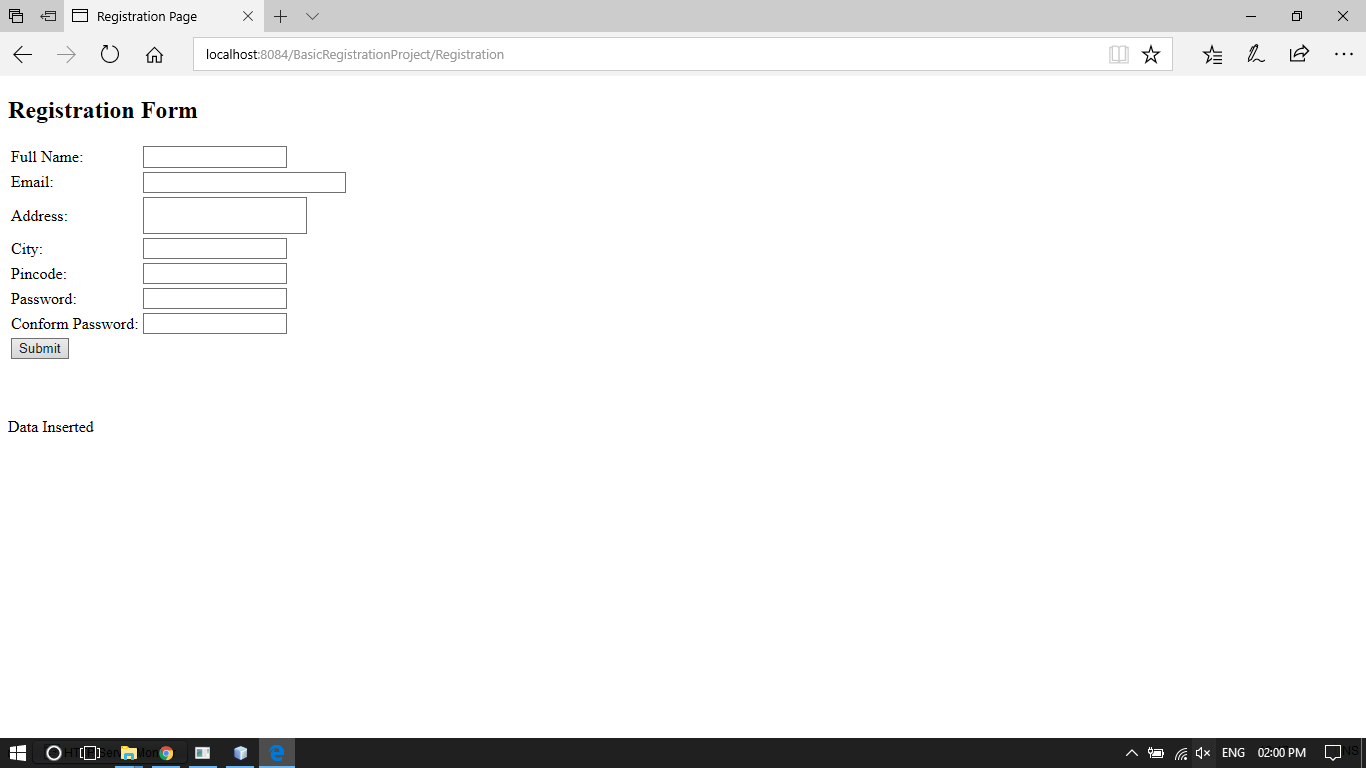 Registration Page
localhost:8084/BasicRegistrationProject/Registration
Registration Form
Full Name:
Email:
Address:
City:
Pincode:
Password:
Conform Password:
Submit
Data Inserted
ENG
02:00 PM